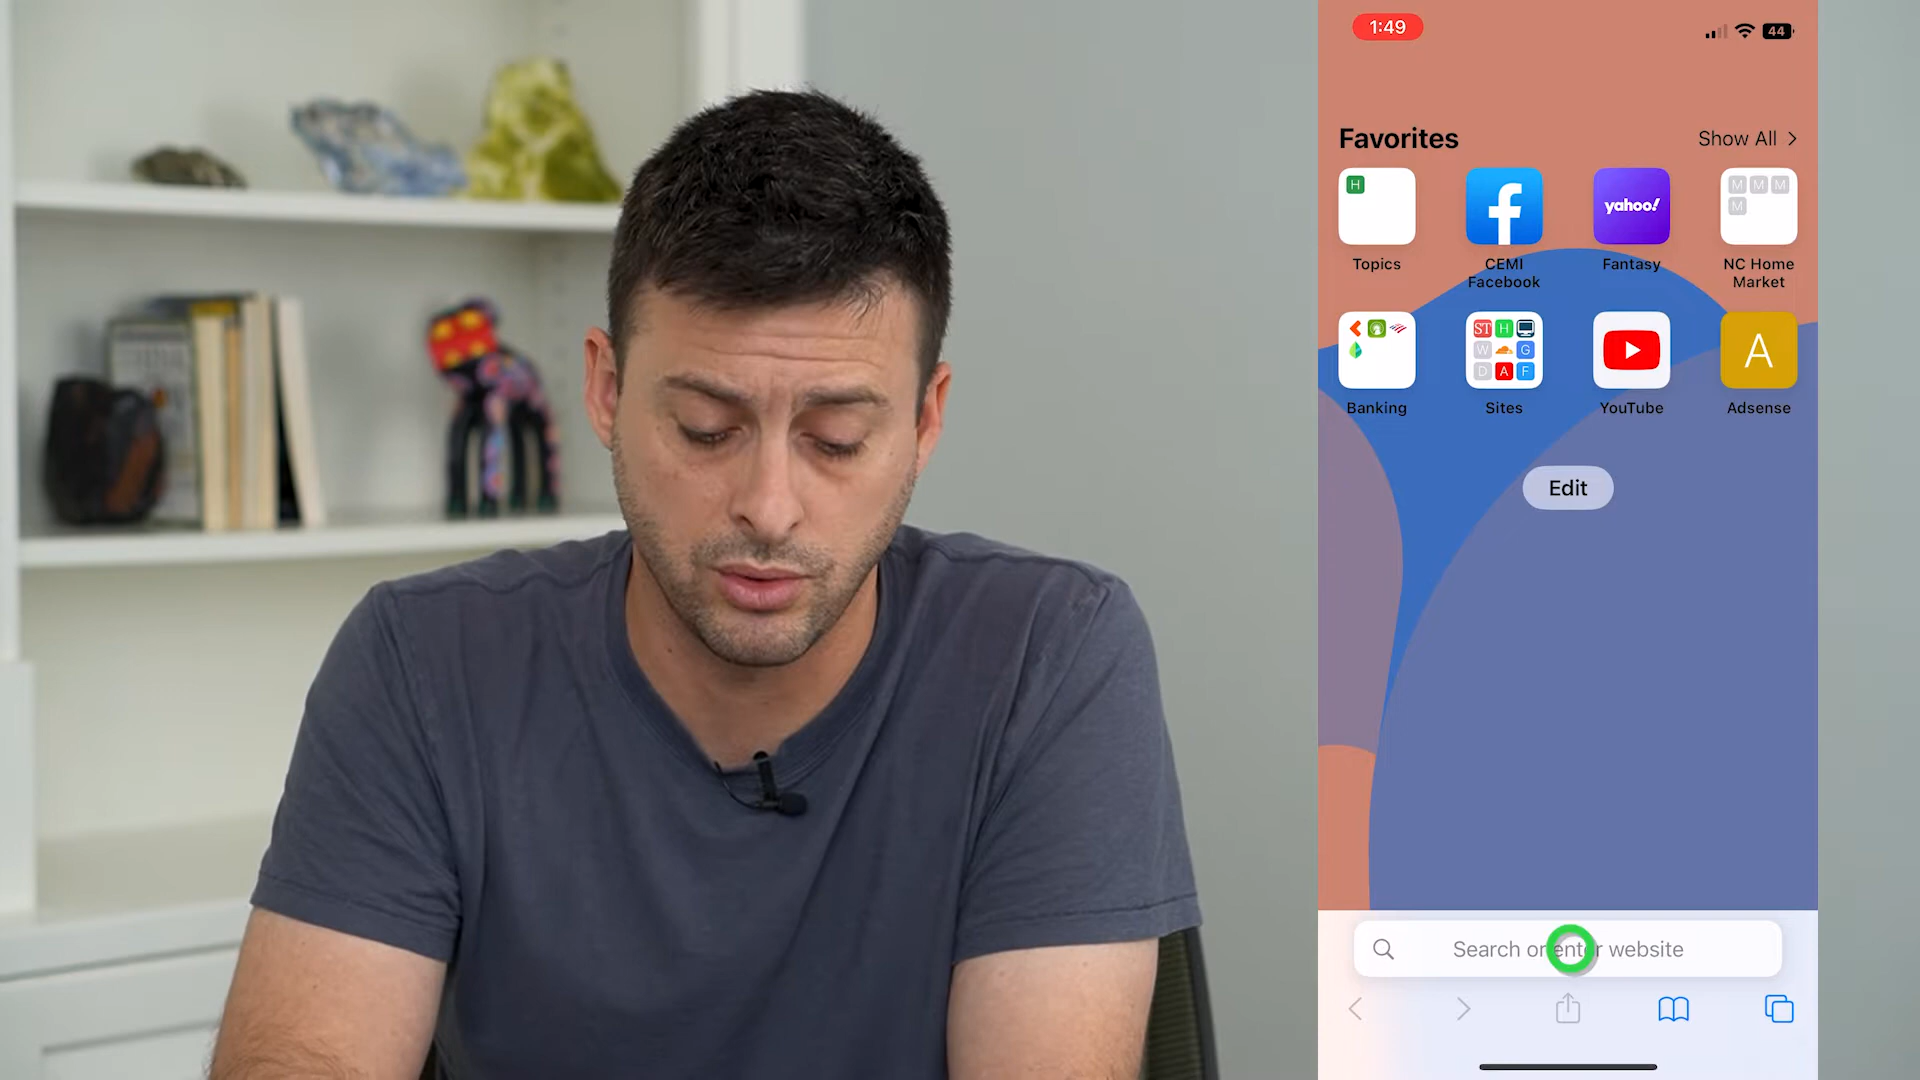 1:49
44
Favorites
Show All >
H
yahoo!
M M M
M
Topics
CEMI
Facebook
Fantasy
NC Home
Market
ST H
W G
D A F
A
Banking
Sites
YouTube
Adsense
Edit
Search or enter website